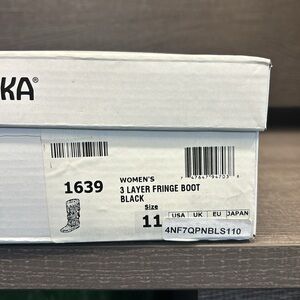 KA®
1639
WOMEN'S
3 LAYER FRINGE BOOT
BLACK
Size
11
USA UK EU JAPAN
4NF7QPNBLS110